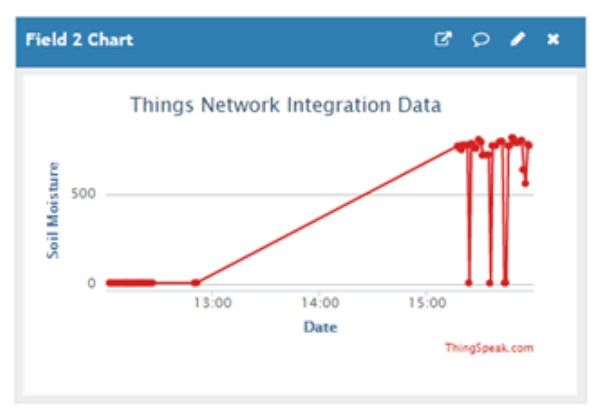 Field 2 Chart
Things Network Integration Data
Soil Moisture
500
0
13:00
14:00
15:00
Date
ThingSpeak.com